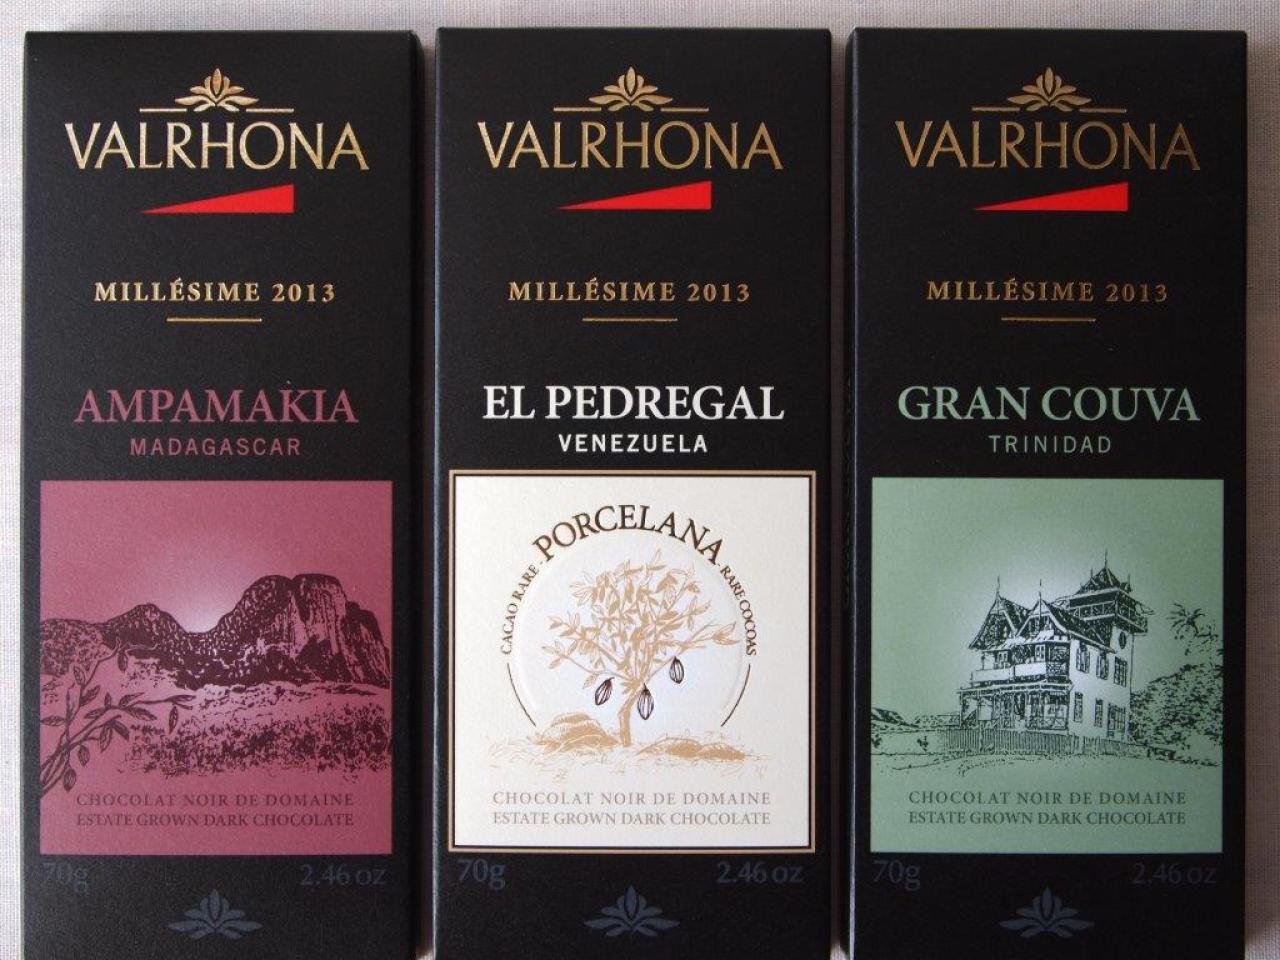 VALRHONA
MILLÉSIME 2013
AMPAMAKIA
MADAGASCAR
CHOCOLAT NOIR DE DOMAINE
ESTATE GROWN DARK CHOCOLATE
70g 2.46 oz
VALRHONA
MILLÉSIME 2013
EL PEDREGAL
VENEZUELA
CACAO RARE · PORCELANA · RARE COCOAS
CHOCOLAT NOIR DE DOMAINE
ESTATE GROWN DARK CHOCOLATE
70g 2.46 oz
VALRHONA
MILLÉSIME 2013
GRAN COUVA
TRINIDAD
CHOCOLAT NOIR DE DOMAINE
ESTATE GROWN DARK CHOCOLATE
70g 2.46 oz